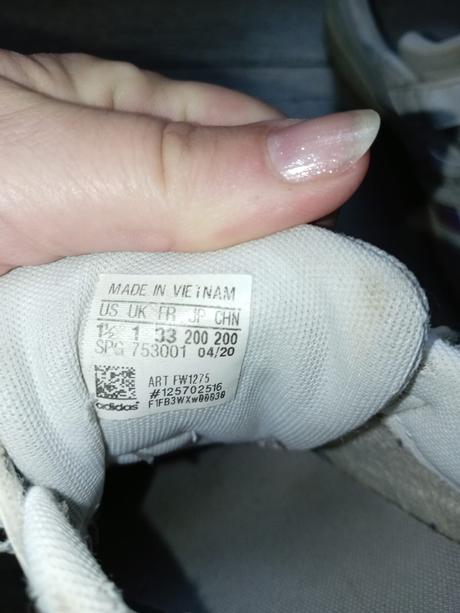 MADE IN VIETNAM
US UK FR JP CHN
1½ 1 33 200 200
SPG 753001 04/20
ART FW1275
#125702516
F1FB3WXW00030
adidas